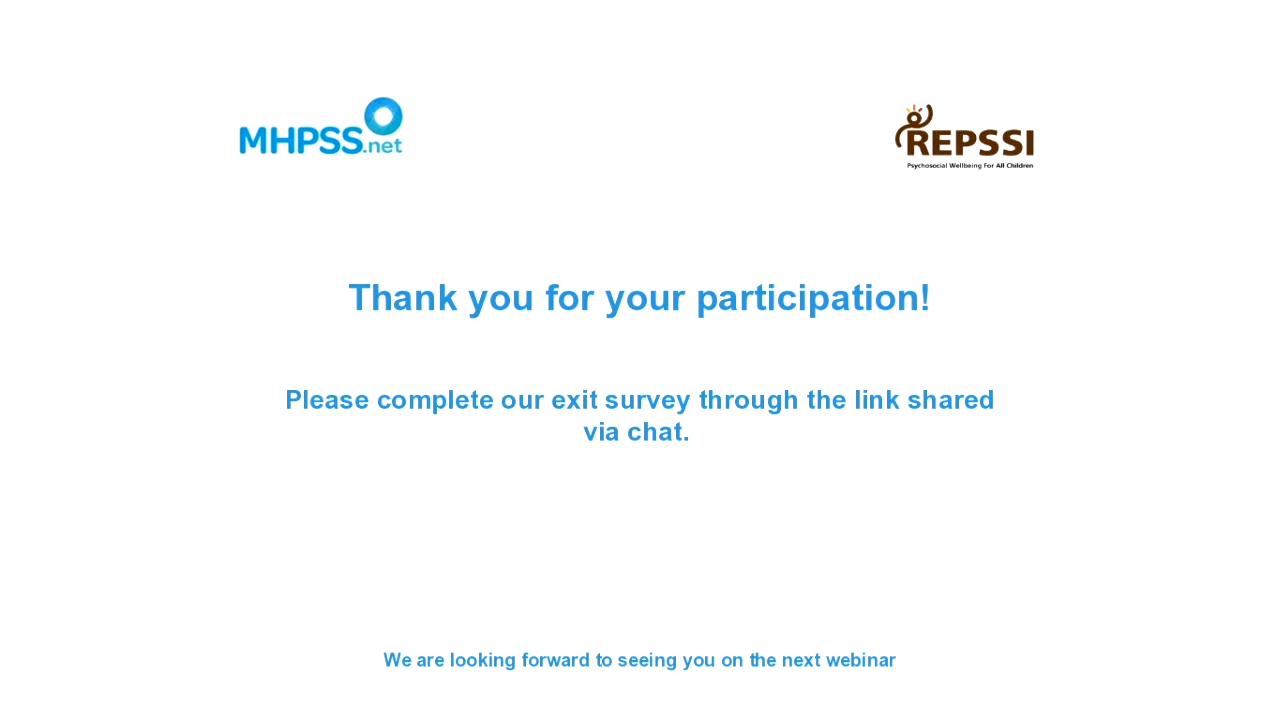 MHPSS.net
REPSSI
Psychosocial Wellbeing For All Children
Thank you for your participation!
Please complete our exit survey through the link shared
via chat.
We are looking forward to seeing you on the next webinar